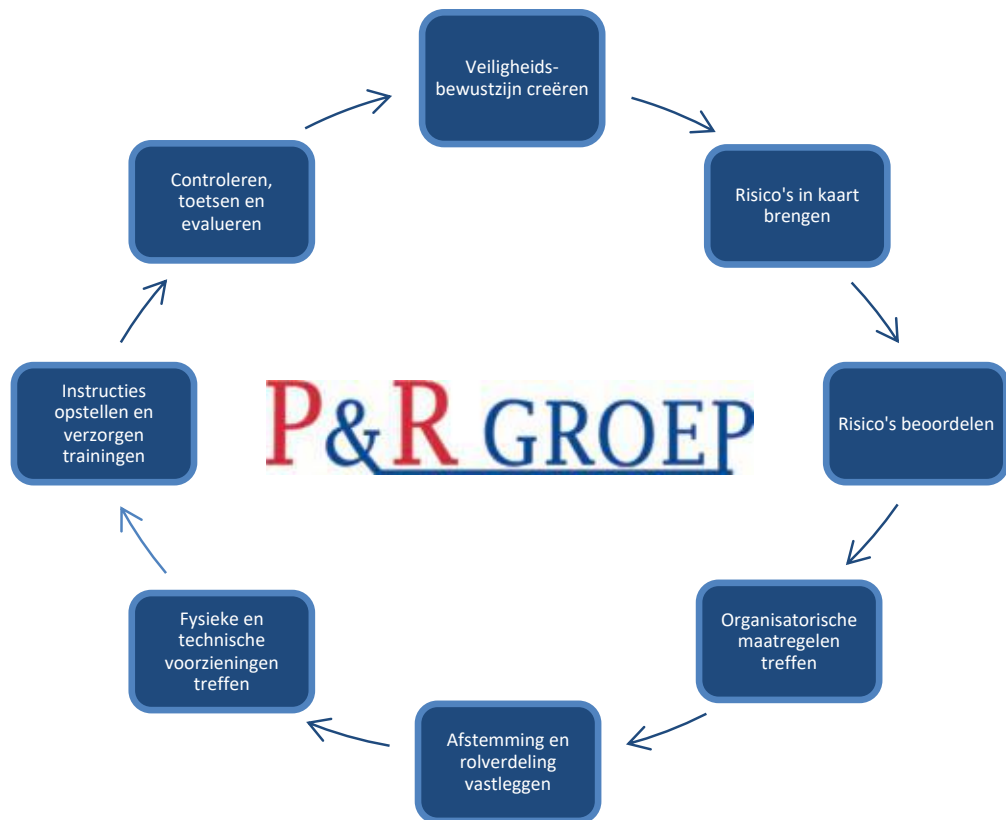 Veiligheids-
bewustzijn creëren
Risico's in kaart
brengen
Risico's beoordelen
Organisatorische
maatregelen
treffen
Afstemming en
rolverdeling
vastleggen
Fysieke en
technische
voorzieningen
treffen
Instructies
opstellen en
verzorgen
trainingen
Controleren,
toetsen en
evalueren
P&R GROEP